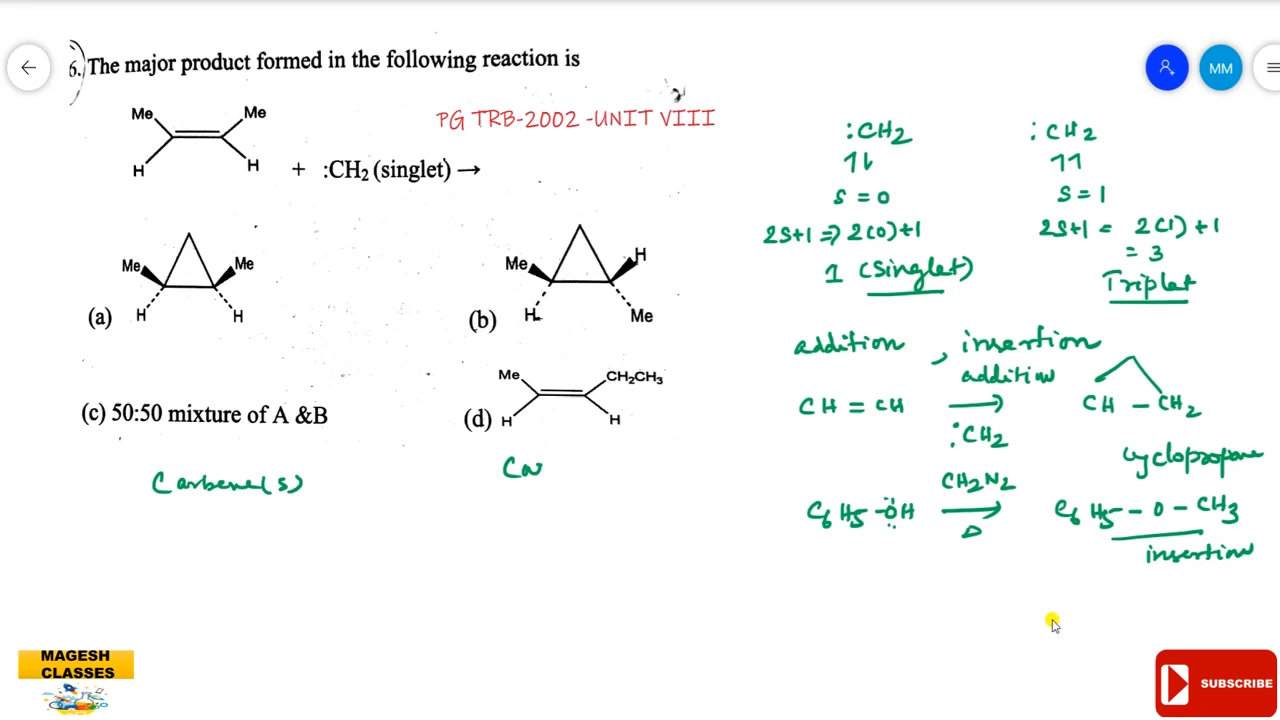 6. The major product formed in the following reaction is
PG TRB-2002 -UNIT VIII
Me Me
H H + :CH₂ (singlet) →
Me Me
H H
(a)
Me H
H Me
(b)
(c) 50:50 mixture of A &B
Me CH₂CH₃
H H
(d)
Carbene(s)
Ca
:CH₂ :CH₂
↑↓ ↑↑
S = 0 S = 1
2S+1 => 2(0)+1 2S+1 = 2(1)+1
= 3
1 (Singlet) Triplet
addition , insertion
addition
CH = CH → CH - CH₂
:CH₂
cyclopropane
CH₂N₂
C₆H₅-ÖH → C₆H₅ - O - CH₃
Δ
insertion
MM
MAGESH
CLASSES
SUBSCRIBE